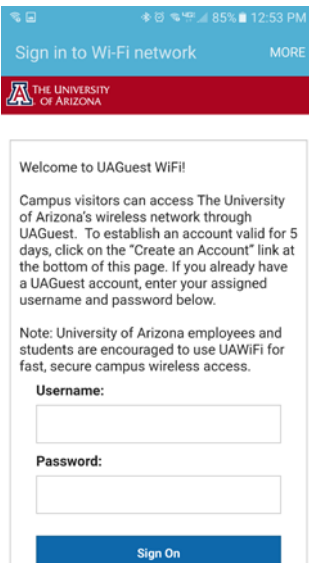 85% 12:53 PM
Sign in to Wi-Fi network MORE
THE UNIVERSITY
OF ARIZONA
Welcome to UAGuest WiFi!
Campus visitors can access The University
of Arizona's wireless network through
UAGuest. To establish an account valid for 5
days, click on the “Create an Account” link at
the bottom of this page. If you already have
a UAGuest account, enter your assigned
username and password below.
Note: University of Arizona employees and
students are encouraged to use UAWiFi for
fast, secure campus wireless access.
Username:
Password:
Sign On